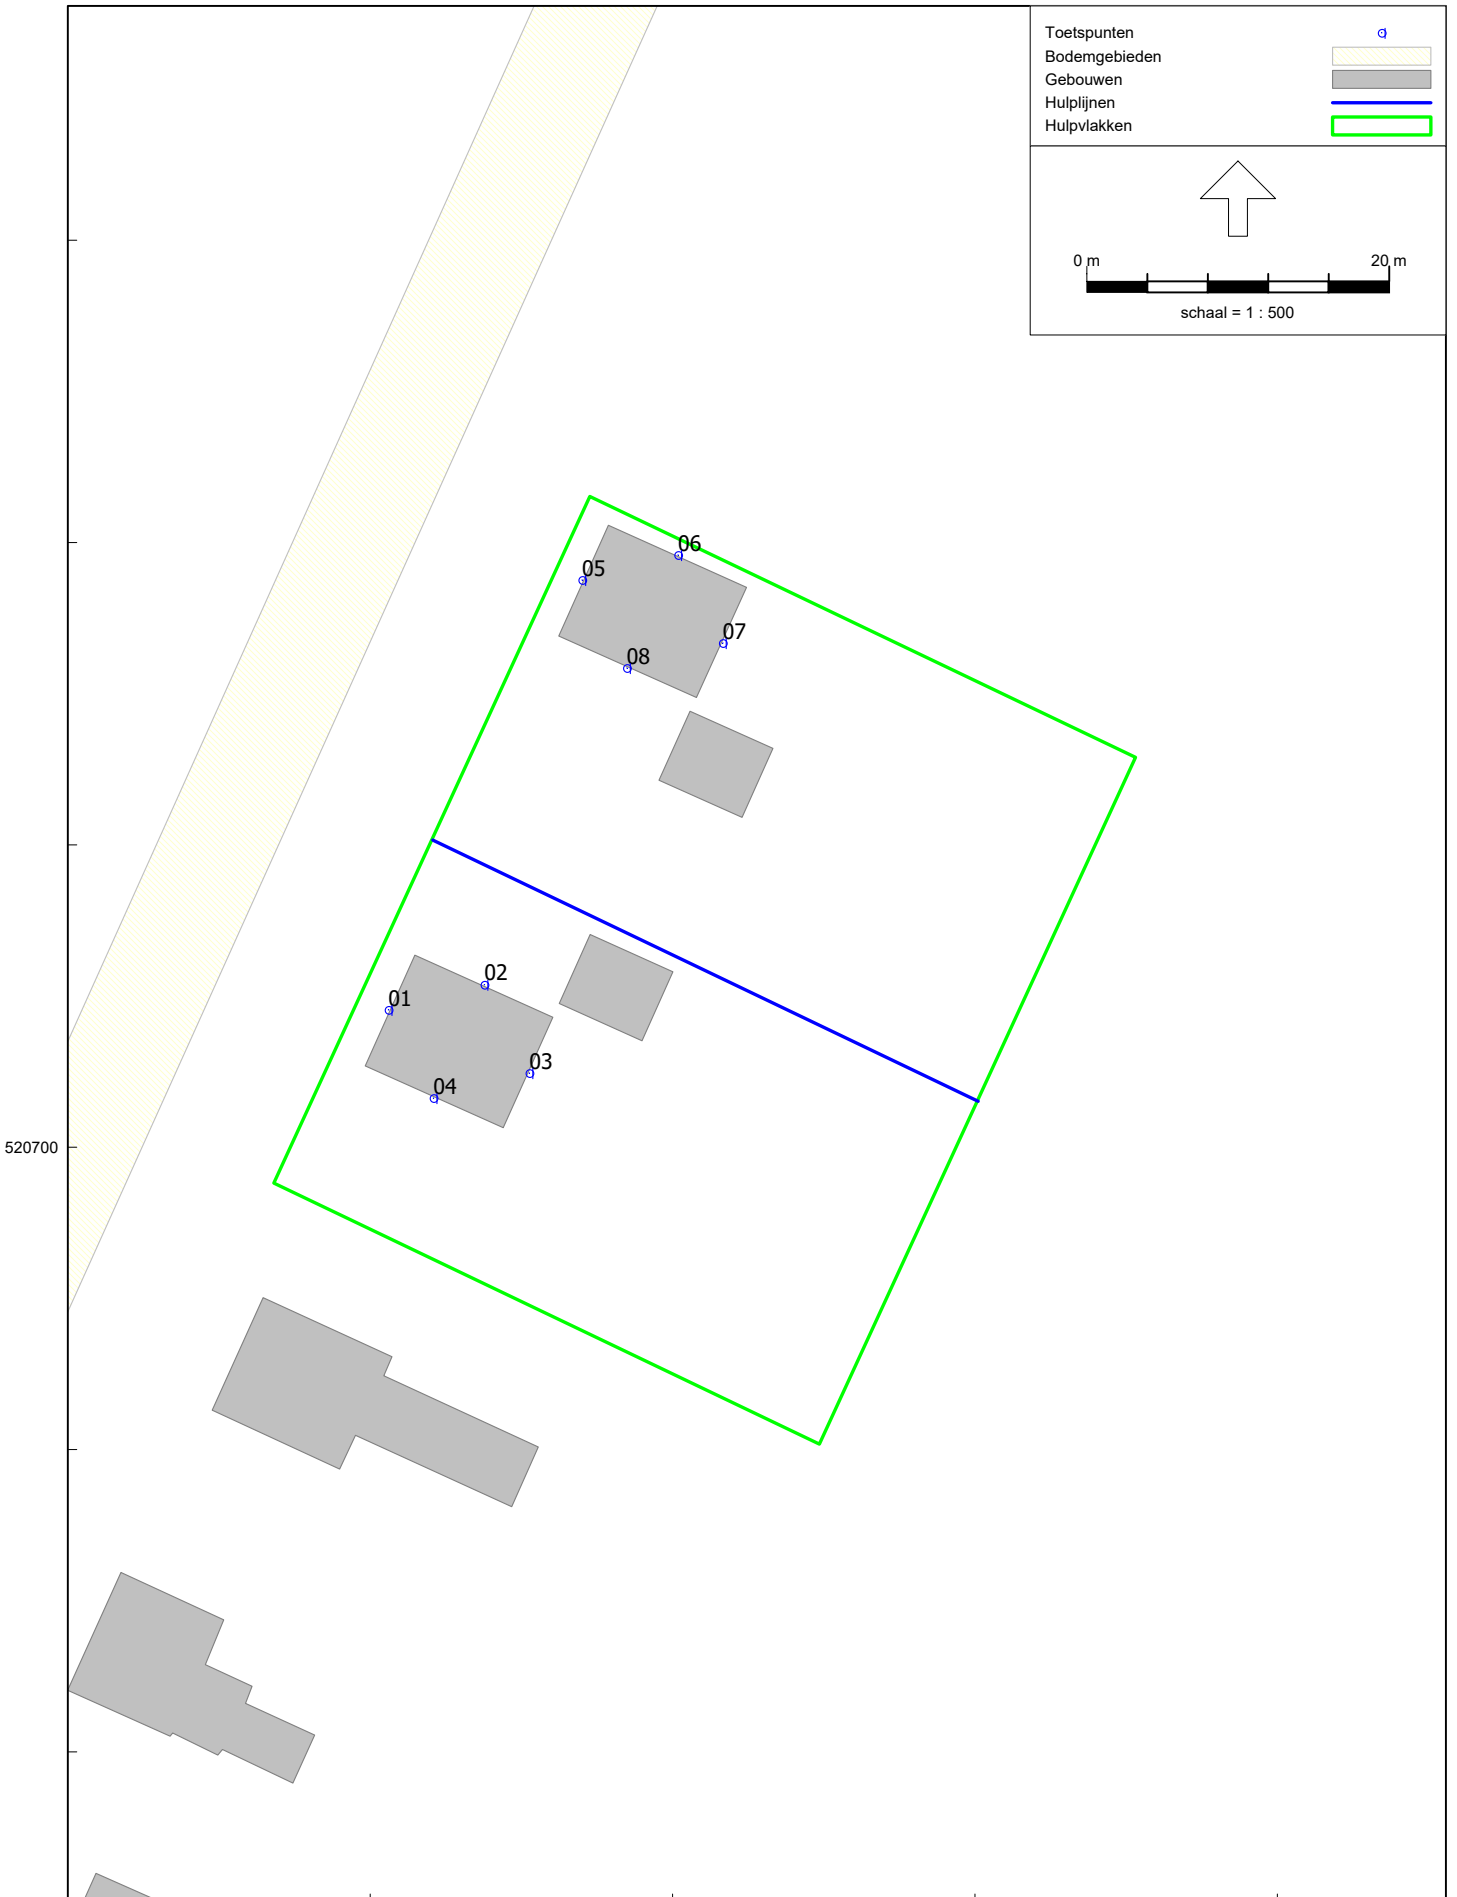 Toetspunten
Bodemgebieden
Gebouwen
Hulplijnen
Hulpvlakken
0 m 20 m
schaal = 1 : 500
06
05
07
08
02
01
03
04
520700